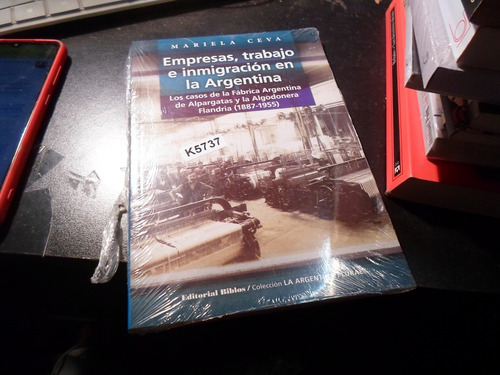 MARIELA CEVA
Empresas, trabajo
e inmigración en
la Argentina
Los casos de la Fábrica Argentina
de Alpargatas y la Algodonera
Flandria (1887-1955)
K5737
Editorial Biblos / Colección LA ARGENTINA PLURAL